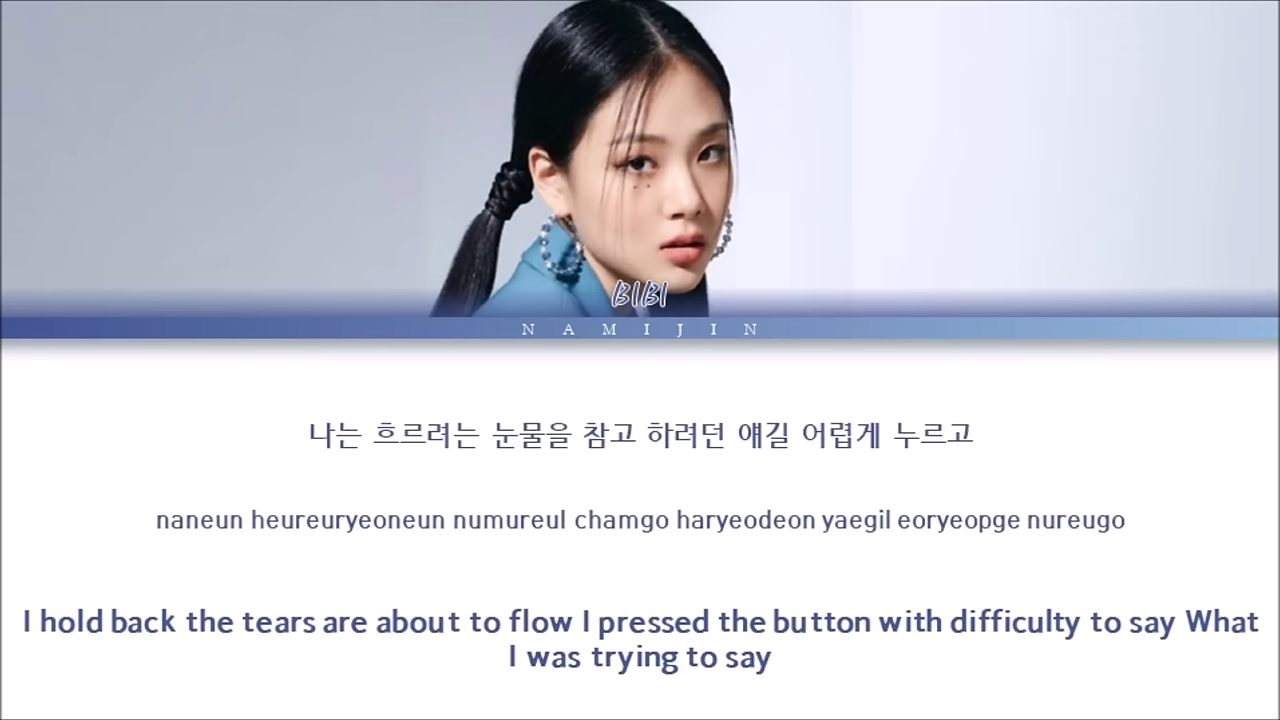 BIBI
NAMIJIN
나는 흐르려는 눈물을 참고 하려던 얘길 어렵게 누르고
naneun heureuryeoneun numureul chamgo haryeodeon yaegil eoryeopge nureugo
I hold back the tears are about to flow I pressed the button with difficulty to say What
I was trying to say